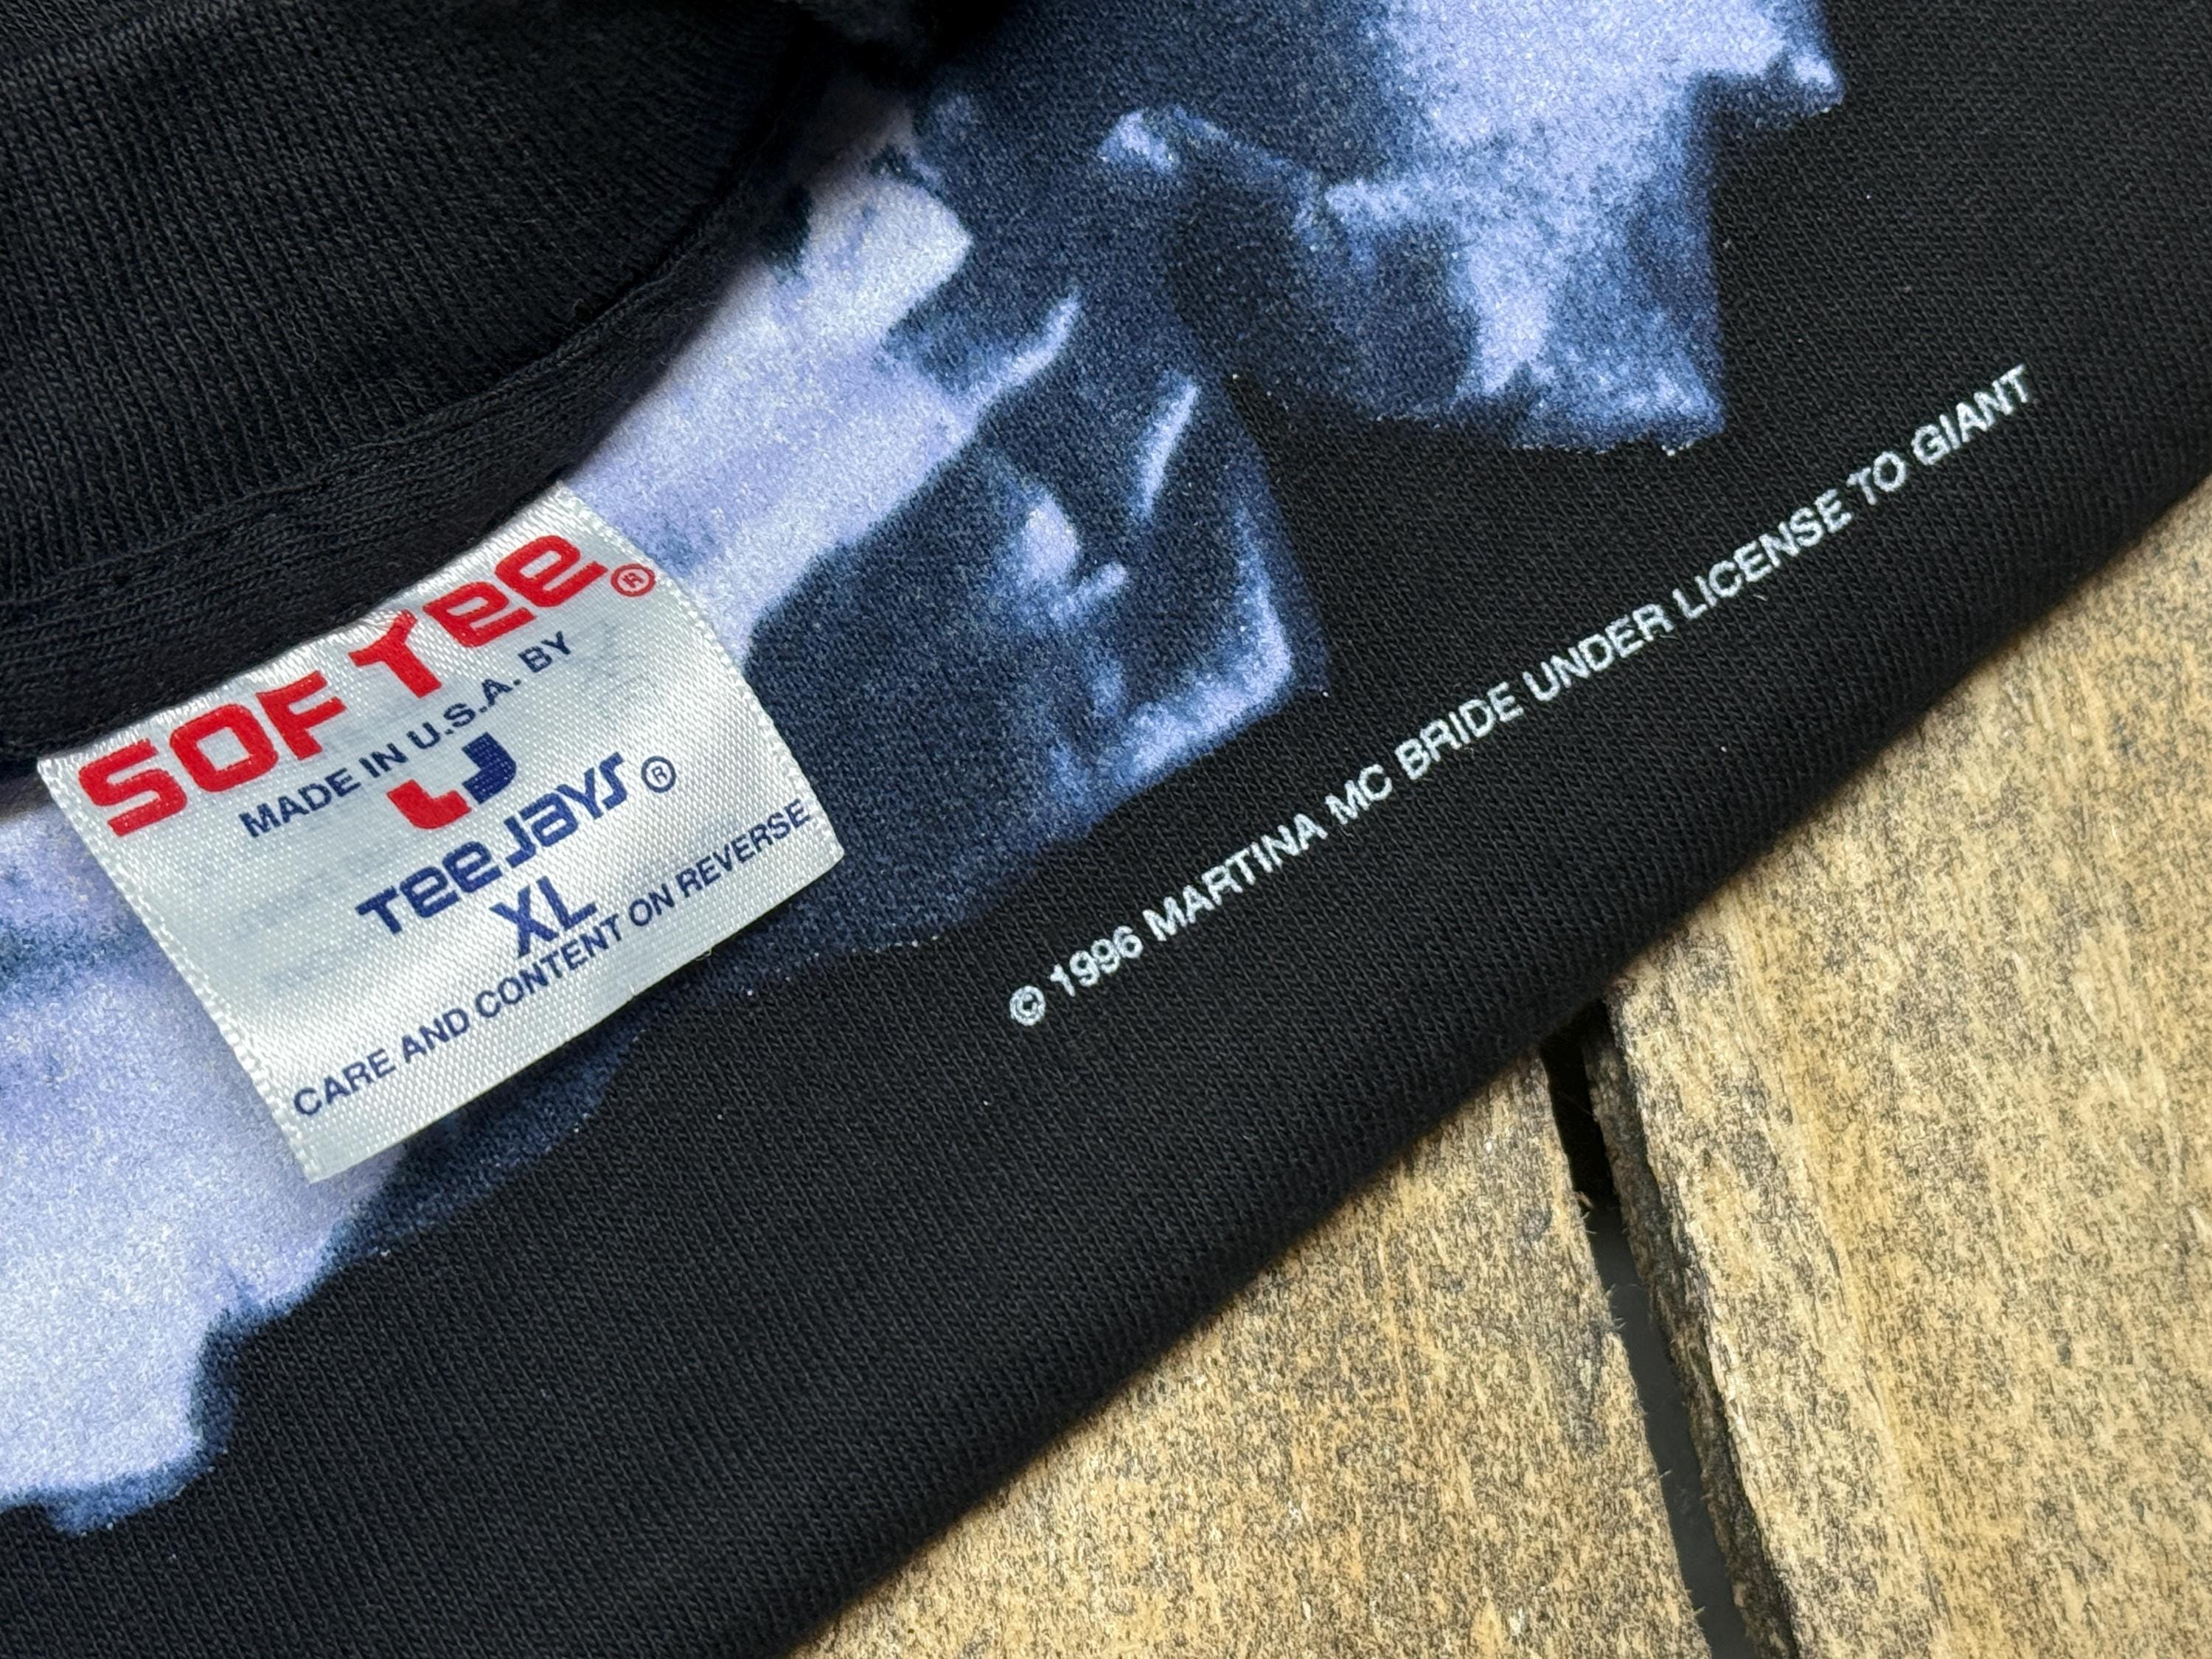 SOF Tee®
MADE IN U.S.A. BY
TeeJays®
XL
CARE AND CONTENT ON REVERSE
© 1996 MARTINA MC BRIDE UNDER LICENSE TO GIANT